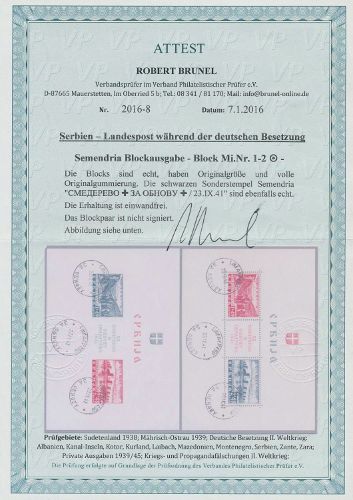 ATTEST
ROBERT BRUNEL
Verbandsprüfer im Verband Philatelistischer Prüfer e.V.
D-87665 Mauerstetten, Im Oberried 5 b; Tel.: 08 341 / 81 170; Mail: info@brunel-online.de
Nr. 2016-8 Datum: 7.1.2016
Serbien – Landespost während der deutschen Besetzung
Semendria Blockausgabe - Block Mi.Nr. 1-2 ⊙ -
Die Blocks sind echt, haben Originalgröße und volle
Originalgummierung. Die schwarzen Sonderstempel Semendria
"СМЕДЕРЕВО ✚ ЗА ОБНОВУ ✚ / 23.IX.41" sind ebenfalls echt.
Die Erhaltung ist einwandfrei.
Das Blockpaar ist nicht signiert.
Abbildung siehe unten.
СРБИЈА
СРБИЈА
Prüfgebiete: Sudetenland 1938; Mährisch-Ostrau 1939; Deutsche Besetzung II. Weltkrieg:
Albanien, Kanal-Inseln, Kotor, Kurland, Laibach, Mazedonien, Montenegro, Serbien, Zante, Zara;
Private Ausgaben 1939/45; Kriegs- und Propagandafälschungen II. Weltkrieg;
Die Prüfung erfolgte auf Grundlage der Prüfordnung des Verbandes Philatelistischer Prüfer e.V.